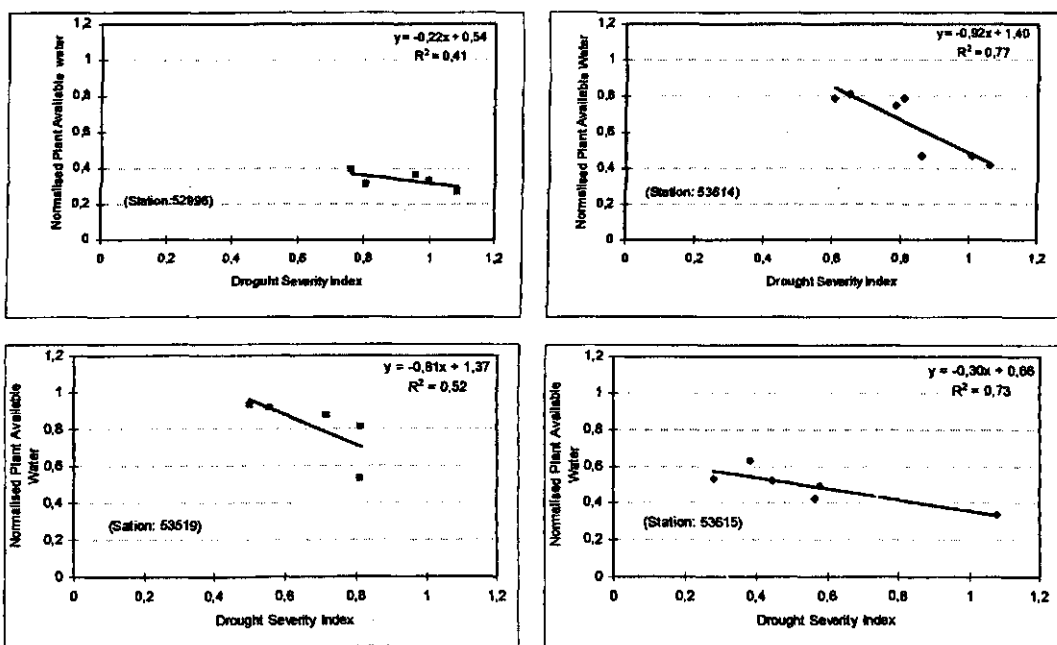 1,2
1
0,8
0,6
0,4
0,2
0
Normalised Plant Available water
y = -0,22x + 0,54
R² = 0,41
(Station:52996)
0 0,2 0,4 0,6 0,8 1 1,2
Droguht Severity Index
1,2
1
0,8
0,6
0,4
0,2
0
Normalised Plant Available Water
y = -0,92x + 1,40
R² = 0,77
(Station: 53614)
0 0,2 0,4 0,6 0,8 1 1,2
Drought Severity Index
1,2
1
0,8
0,6
0,4
0,2
0
Normalised Plant Available
Water
y = -0,81x + 1,37
R² = 0,52
(Sation: 53519)
0 0,2 0,4 0,6 0,8 1 1,2
Drought Severity Index
1,2
1
0,8
0,6
0,4
0,2
0
Normalised Plant Available
Water
y = -0,30x + 0,66
R² = 0,73
(Station: 53615)
0 0,2 0,4 0,6 0,8 1 1,2
Drought Severity Index